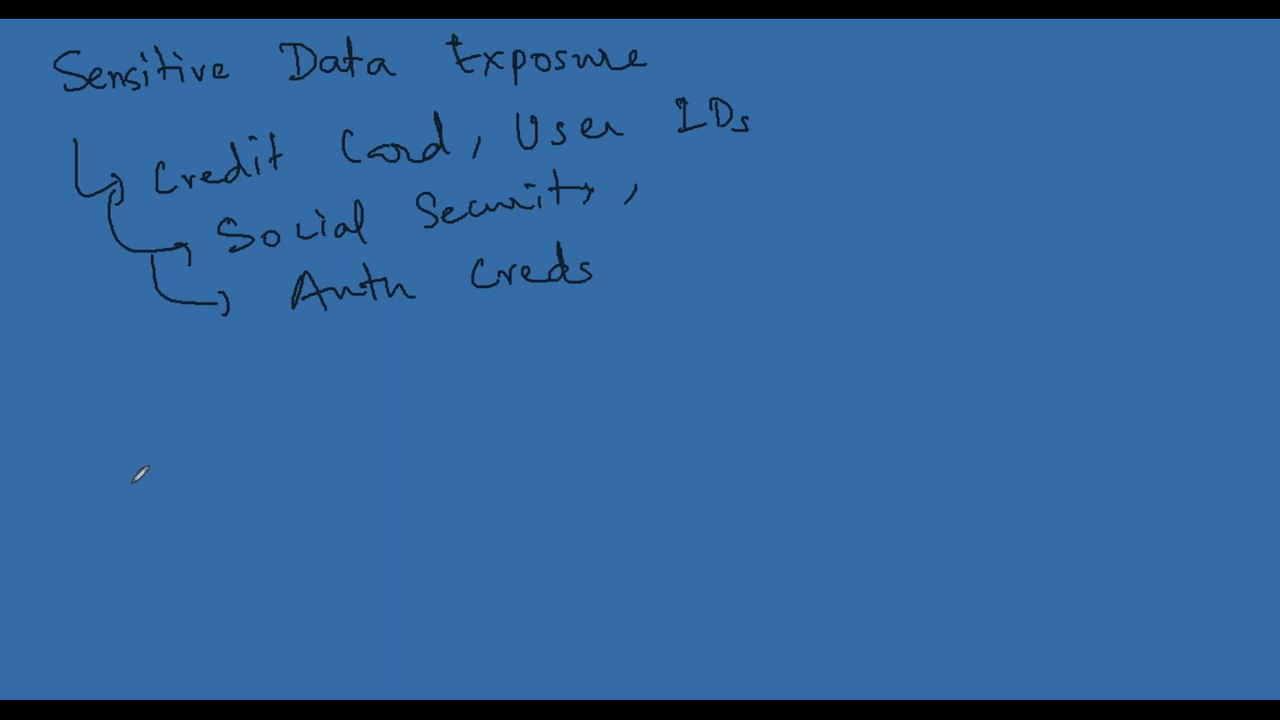 Sensitive Data Exposure
Credit Card, User IDs
Social Security,
Auth Creds